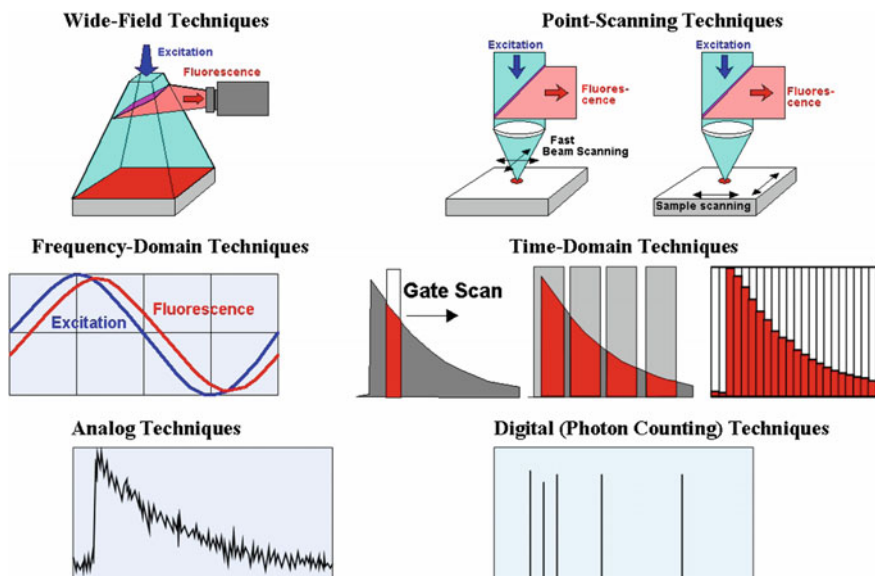 Wide-Field Techniques
Excitation
Fluorescence
Point-Scanning Techniques
Excitation
Fluores-
cence
Fast
Beam Scanning
Excitation
Fluores-
cence
Sample scanning
Frequency-Domain Techniques
Excitation
Fluorescence
Time-Domain Techniques
Gate Scan
Analog Techniques
Digital (Photon Counting) Techniques